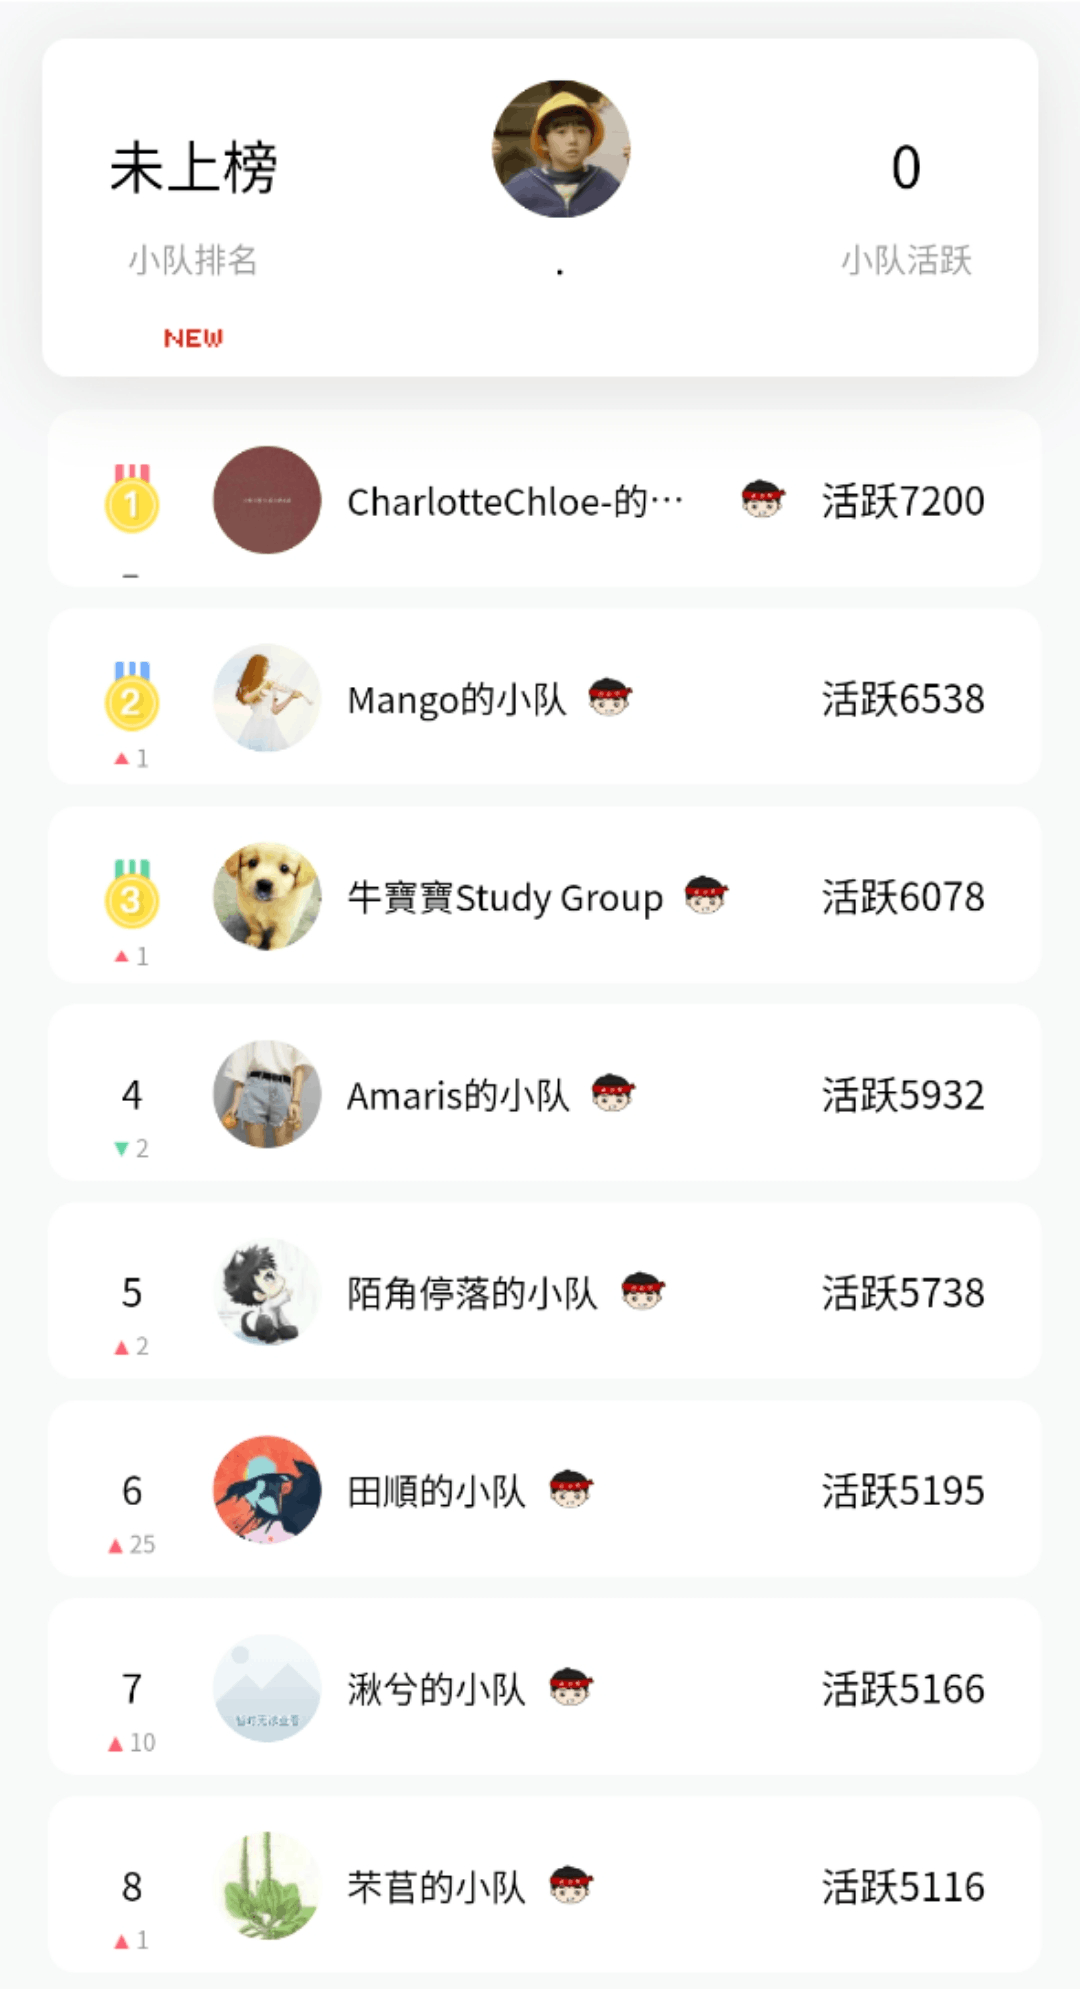 未上榜
0
小队排名
.
小队活跃
NEW
1
CharlotteChloe-的…
活跃7200
–
2
Mango的小队
活跃6538
▲1
3
牛寶寶Study Group
活跃6078
▲1
4
Amaris的小队
活跃5932
▼2
5
陌角停落的小队
活跃5738
▲2
6
田順的小队
活跃5195
▲25
7
湫兮的小队
活跃5166
▲10
8
芣苢的小队
活跃5116
▲1